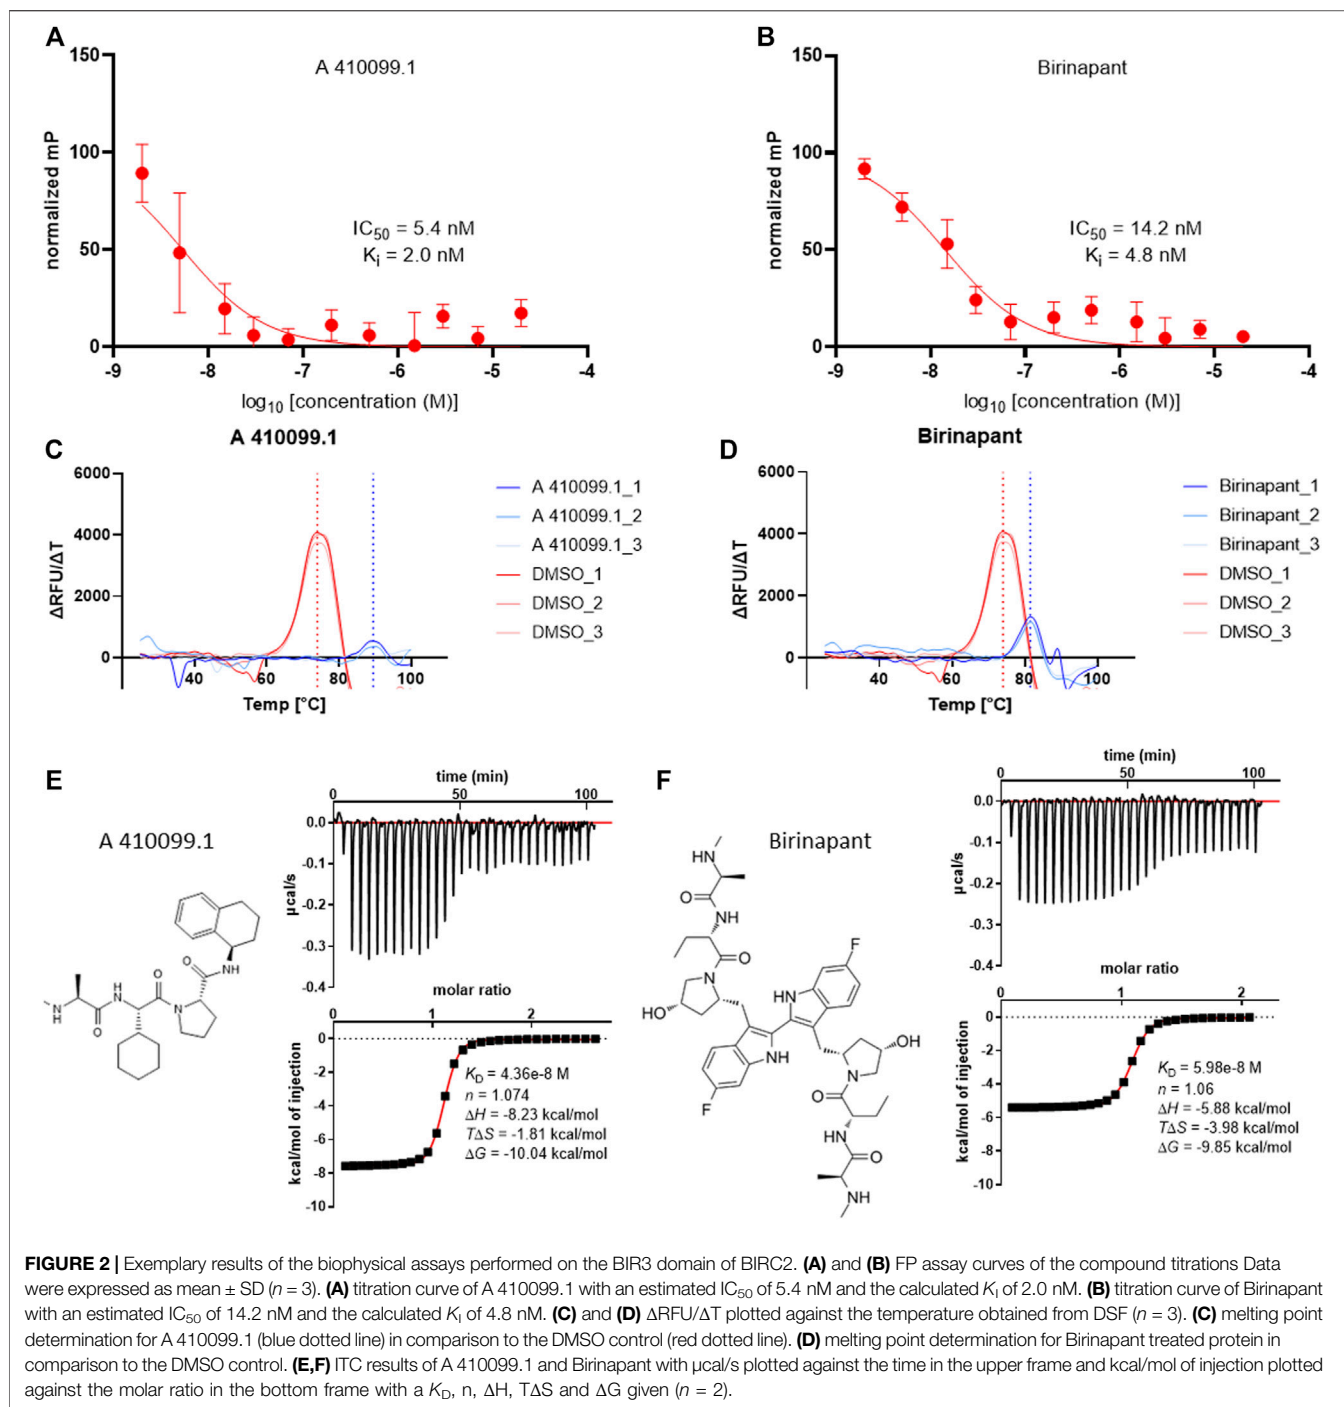 A
A 410099.1
150
100
50
0
normalized mP
IC50 = 5.4 nM
Ki = 2.0 nM
-9 -8 -7 -6 -5 -4
log10 [concentration (M)]
B
Birinapant
150
100
50
0
normalized mP
IC50 = 14.2 nM
Ki = 4.8 nM
-9 -8 -7 -6 -5 -4
log10 [concentration (M)]
C
A 410099.1
6000
4000
2000
0
ΔRFU/ΔT
40 60 80 100
Temp [°C]
A 410099.1_1
A 410099.1_2
A 410099.1_3
DMSO_1
DMSO_2
DMSO_3
D
Birinapant
6000
4000
2000
0
ΔRFU/ΔT
40 60 80 100
Temp [°C]
Birinapant_1
Birinapant_2
Birinapant_3
DMSO_1
DMSO_2
DMSO_3
E
A 410099.1
H
N
O
NH
O
N
O
NH
time (min)
0 50 100
0.0
-0.1
-0.2
-0.3
-0.4
µcal/s
molar ratio
0 1 2
0
-2
-4
-6
-8
-10
kcal/mol of injection
KD = 4.36e-8 M
n = 1.074
ΔH = -8.23 kcal/mol
TΔS = -1.81 kcal/mol
ΔG = -10.04 kcal/mol
F
Birinapant
HN
O
NH
O
N
HO
F
HN
NH
F
OH
N
O
NH
O
NH
time (min)
0 50 100
0.0
-0.1
-0.2
-0.3
-0.4
µcal/s
molar ratio
0 1 2
0
-2
-4
-6
-8
-10
kcal/mol of injection
KD = 5.98e-8 M
n = 1.06
ΔH = -5.88 kcal/mol
TΔS = -3.98 kcal/mol
ΔG = -9.85 kcal/mol
FIGURE 2 | Exemplary results of the biophysical assays performed on the BIR3 domain of BIRC2. (A) and (B) FP assay curves of the compound titrations Data
were expressed as mean ± SD (n = 3). (A) titration curve of A 410099.1 with an estimated IC50 of 5.4 nM and the calculated KI of 2.0 nM. (B) titration curve of Birinapant
with an estimated IC50 of 14.2 nM and the calculated KI of 4.8 nM. (C) and (D) ΔRFU/ΔT plotted against the temperature obtained from DSF (n = 3). (C) melting point
determination for A 410099.1 (blue dotted line) in comparison to the DMSO control (red dotted line). (D) melting point determination for Birinapant treated protein in
comparison to the DMSO control. (E,F) ITC results of A 410099.1 and Birinapant with µcal/s plotted against the time in the upper frame and kcal/mol of injection plotted
against the molar ratio in the bottom frame with a KD, n, ΔH, TΔS and ΔG given (n = 2).